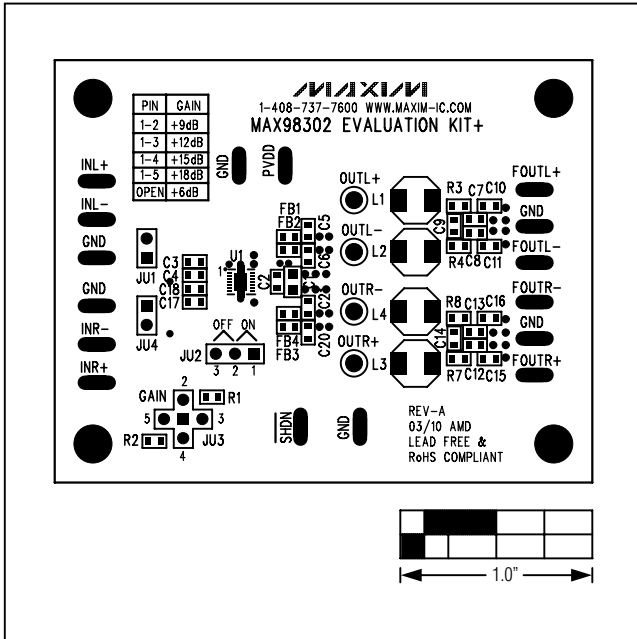 MAXIM
1-408-737-7600 WWW.MAXIM-IC.COM
MAX98302 EVALUATION KIT+
PIN GAIN
1-2 +9dB
1-3 +12dB
1-4 +15dB
1-5 +18dB
OPEN +6dB
GND
PVDD
INL+
INL-
GND
GND
INR-
INR+
JU1
JU4
C3
C4
C18
C17
U1
1
C2
FB1
FB2
C5
C6
C21
C20
FB4
FB3
OFF ON
JU2
3 2 1
OUTL+
L1
OUTL-
L2
OUTR-
L4
OUTR+
L3
R3 C7 C10
C9
R4 C8 C11
R8 C13 C16
C14
R7 C12 C15
FOUTL+
GND
FOUTL-
FOUTR-
GND
FOUTR+
GAIN
2
R1
5
3
R2
JU3
4
SHDN
GND
REV-A
03/10 AMD
LEAD FREE &
RoHS COMPLIANT
1.0”